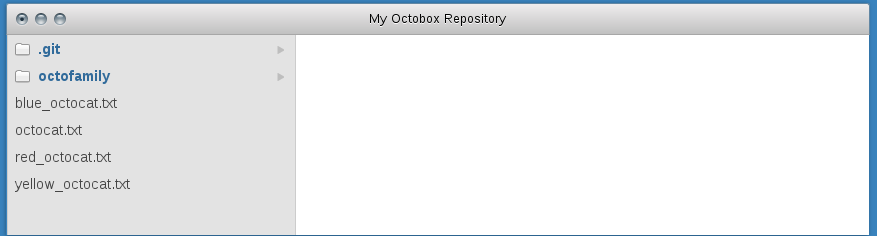 My Octobox Repository
.git
octofamily
blue_octocat.txt
octocat.txt
red_octocat.txt
yellow_octocat.txt